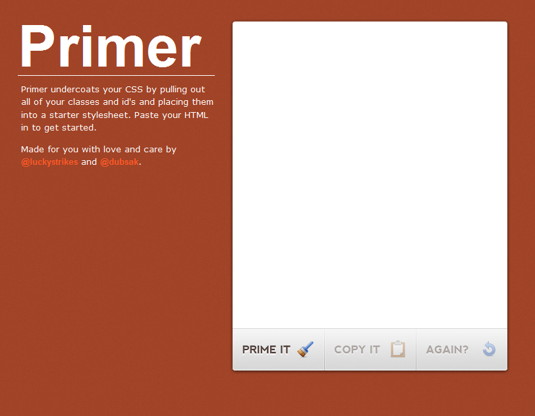 Primer
Primer undercoats your CSS by pulling out
all of your classes and id's and placing them
into a starter stylesheet. Paste your HTML
in to get started.
Made for you with love and care by
@luckystrikes and @dubsak.
PRIME IT
COPY IT
AGAIN?